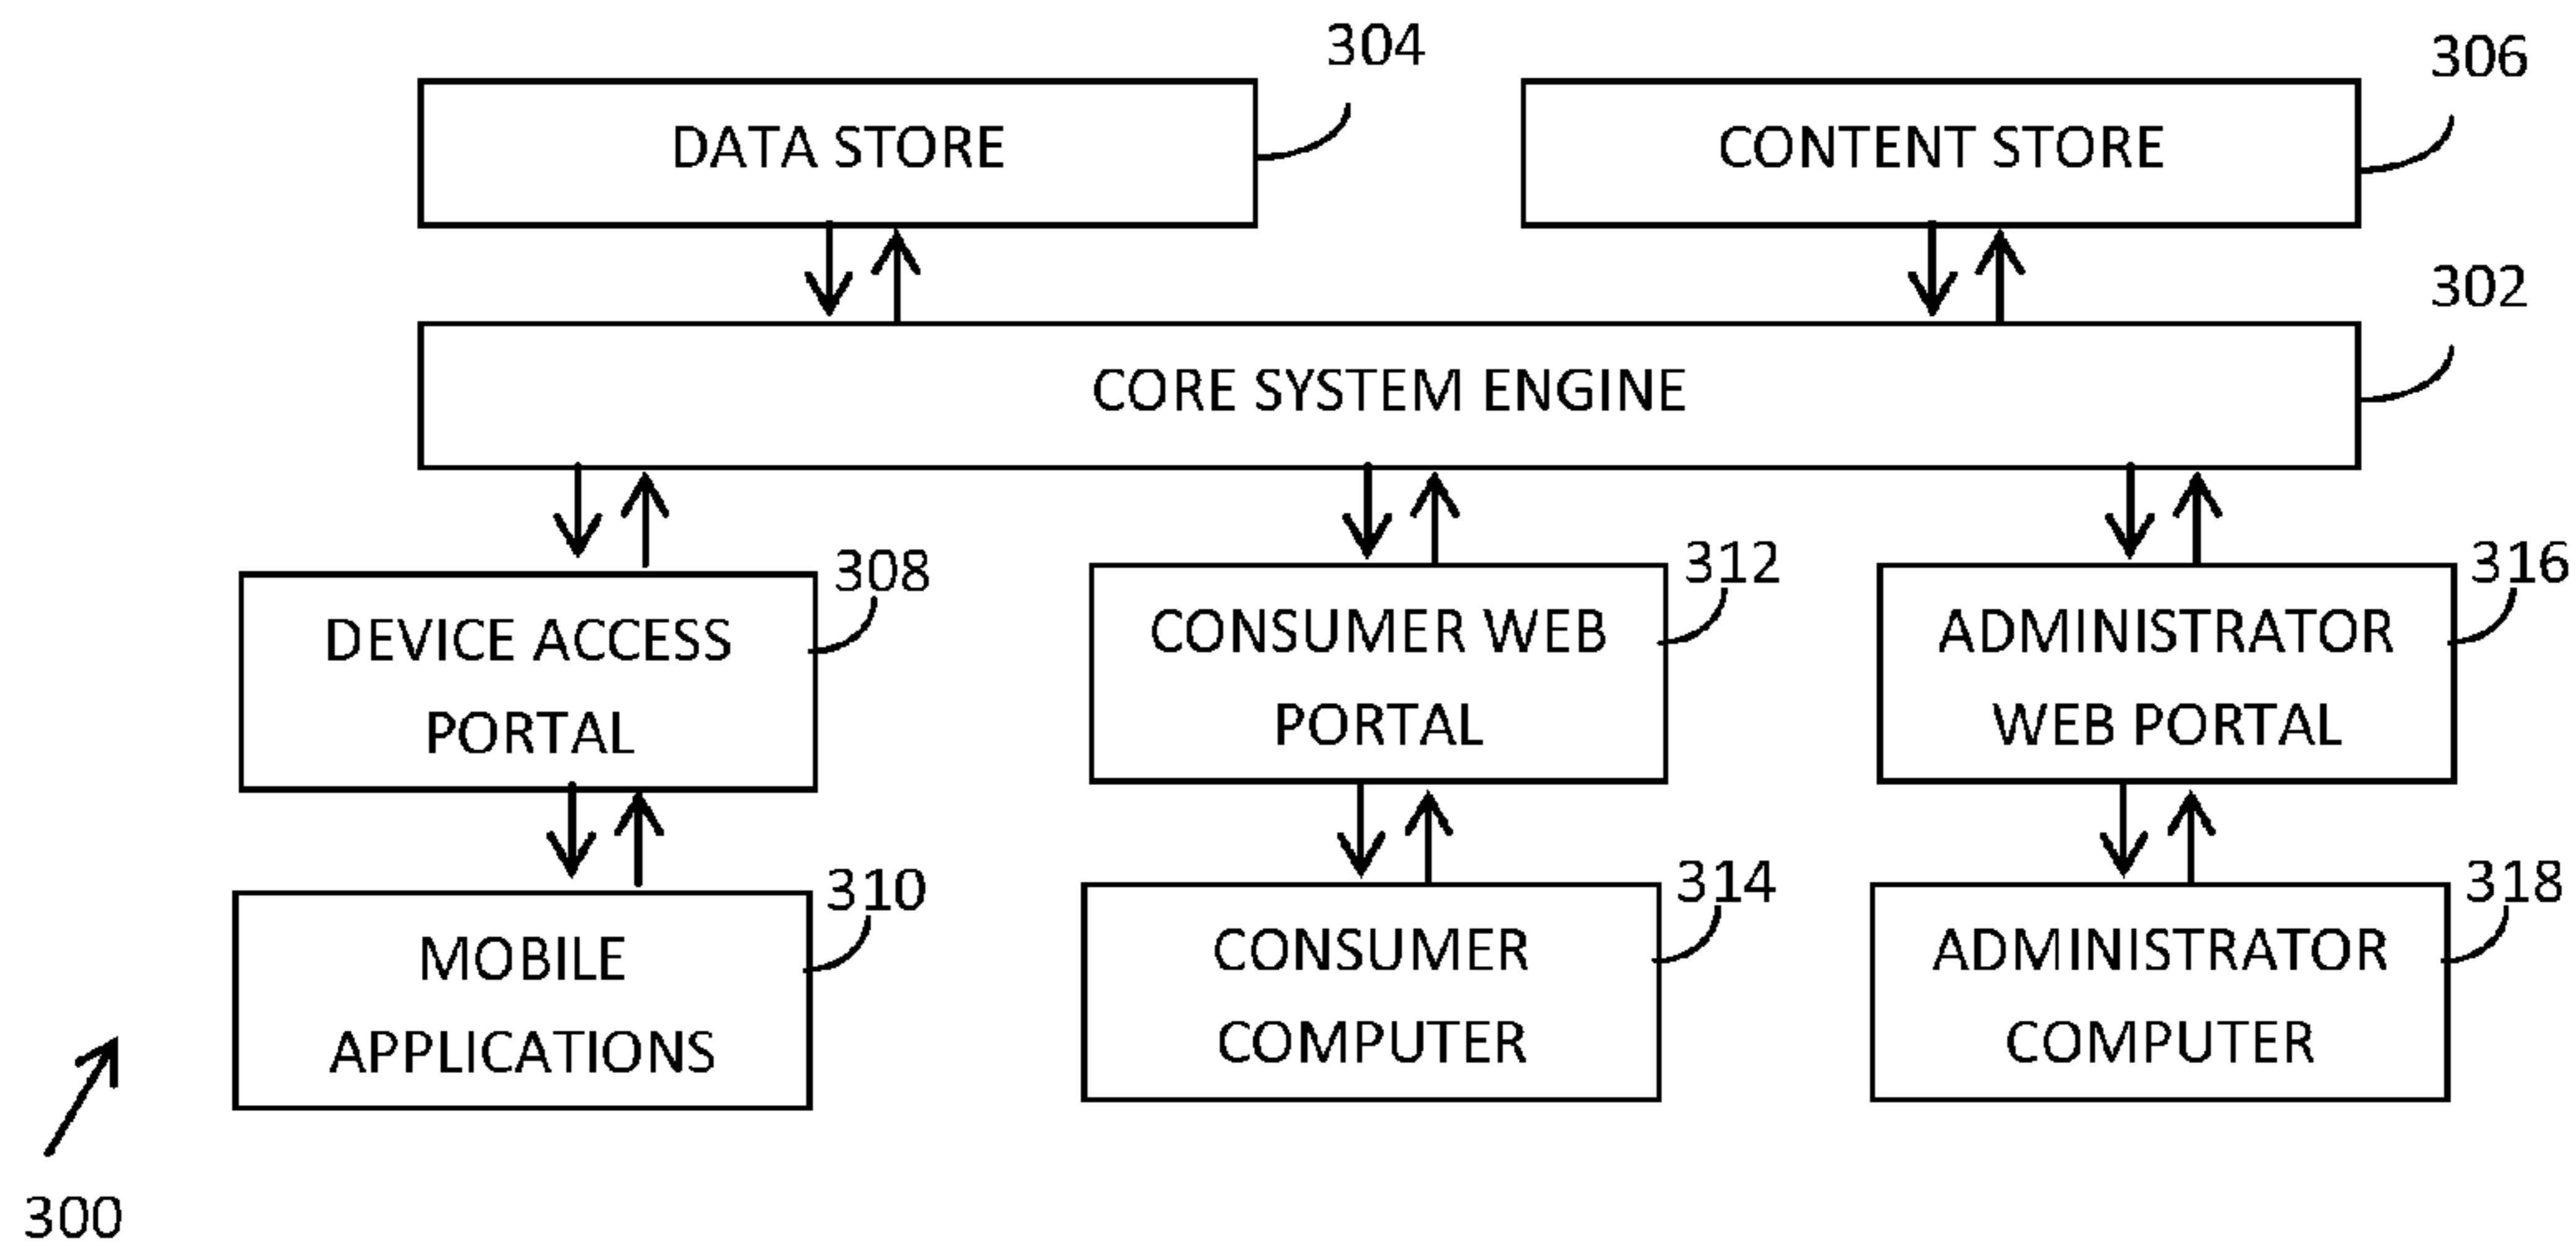 304
306
DATA STORE
CONTENT STORE
302
CORE SYSTEM ENGINE
308
312
316
DEVICE ACCESS
PORTAL
CONSUMER WEB
PORTAL
ADMINISTRATOR
WEB PORTAL
310
314
318
MOBILE
APPLICATIONS
CONSUMER
COMPUTER
ADMINISTRATOR
COMPUTER
300